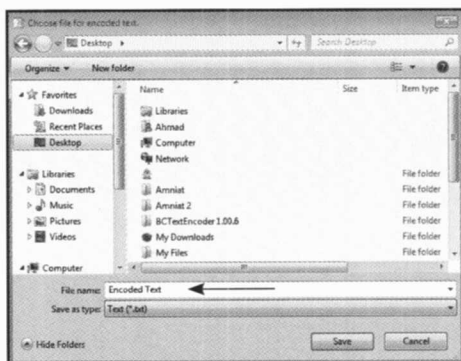 Choose file for encoded text.
Desktop
Search Desktop
Organize
New folder
Name
Size
Item type
Favorites
Downloads
Recent Places
Desktop
Libraries
Documents
Music
Pictures
Videos
Computer
Libraries
Ahmad
Computer
Network
File folder
Amniat
File folder
Amniat 2
File folder
BCTextEncoder 1.00.6
File folder
My Downloads
File folder
My Files
File folder
File name: Encoded Text
Save as type: Text (*.txt)
Hide Folders
Save
Cancel